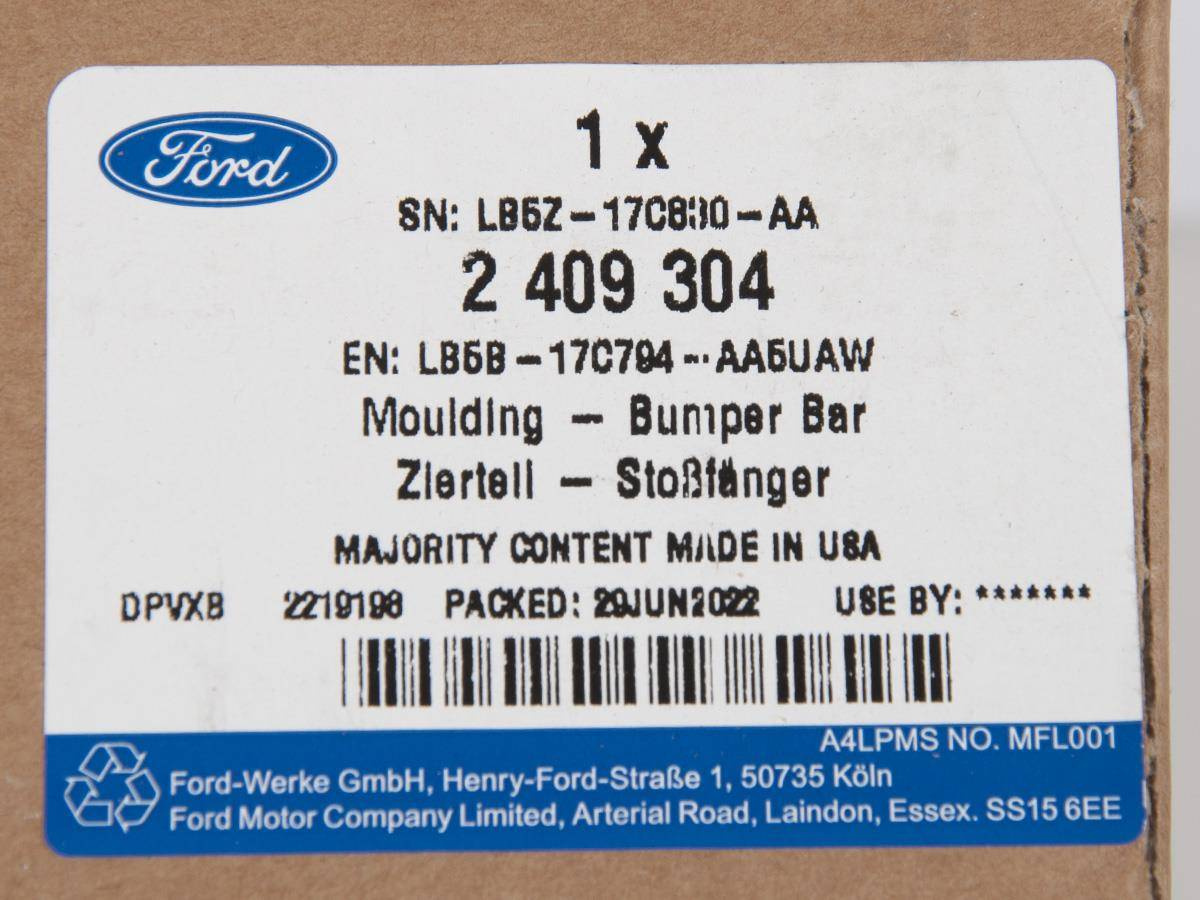 Ford
1 x
SN: LB5Z-17C830-AA
2 409 304
EN: LB5B-17C794-AA5UAW
Moulding - Bumper Bar
Zierteil - Stoßfänger
MAJORITY CONTENT MADE IN USA
DPVXB 2219198 PACKED: 29JUN2022 USE BY: *******
A4LPMS NO. MFL001
Ford-Werke GmbH, Henry-Ford-Straße 1, 50735 Köln
Ford Motor Company Limited, Arterial Road, Laindon, Essex. SS15 6EE